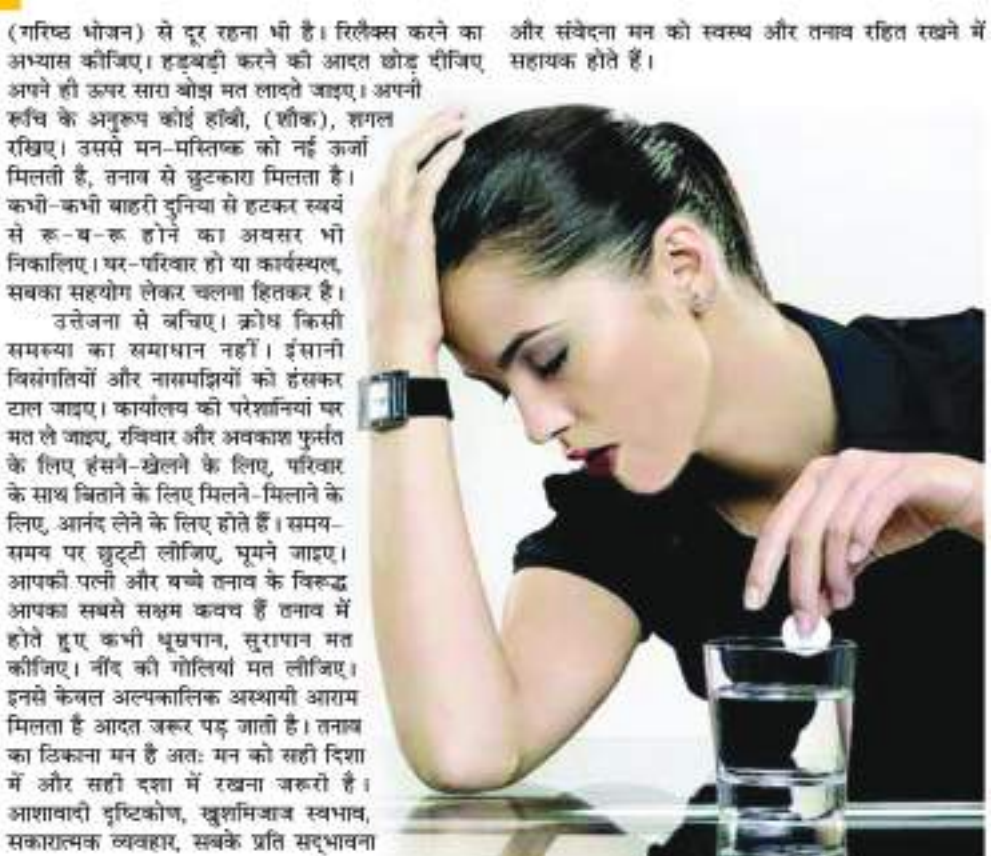 (गरिष्ठ भोजन) से दूर रहना भी है। रिलैक्स करने का
अभ्यास कीजिए। हड़बड़ी करने की आदत छोड़ दीजिए
अपने ही ऊपर सारा बोझ मत लादते जाइए। अपनी
रूचि के अनुरूप कोई हॉबी, (शौक), शगल
रखिए। उससे मन-मस्तिष्क को नई ऊर्जा
मिलती है, तनाव से छुटकारा मिलता है।
कभी-कभी बाहरी दुनिया से हटकर स्वयं
से रू-ब-रू होने का अवसर भी
निकालिए। घर-परिवार हो या कार्यस्थल,
सबका सहयोग लेकर चलना हितकर है।
उत्तेजना से बचिए। क्रोध किसी
समस्या का समाधान नहीं। इंसानी
विसंगतियों और नासमझियों को हंसकर
टाल जाइए। कार्यालय की परेशानियां घर
मत ले जाइए, रविवार और अवकाश फुर्सत
के लिए हंसने-खेलने के लिए, परिवार
के साथ बिताने के लिए मिलने-मिलाने के
लिए, आनंद लेने के लिए होते हैं। समय-
समय पर छुट्टी लीजिए, घूमने जाइए।
आपकी पत्नी और बच्चे तनाव के विरूद्ध
आपका सबसे सक्षम कवच हैं तनाव में
होते हुए कभी धूम्रपान, सुरापान मत
कीजिए। नींद की गोलियां मत लीजिए।
इनसे केवल अल्पकालिक अस्थायी आराम
मिलता है आदत जरूर पड़ जाती है। तनाव
का ठिकाना मन है अत: मन को सही दिशा
में और सही दशा में रखना जरूरी है।
आशावादी दृष्टिकोण, खुशमिजाज स्वभाव,
सकारात्मक व्यवहार, सबके प्रति सद्भावना
और संवेदना मन को स्वस्थ और तनाव रहित रखने में
सहायक होते हैं।